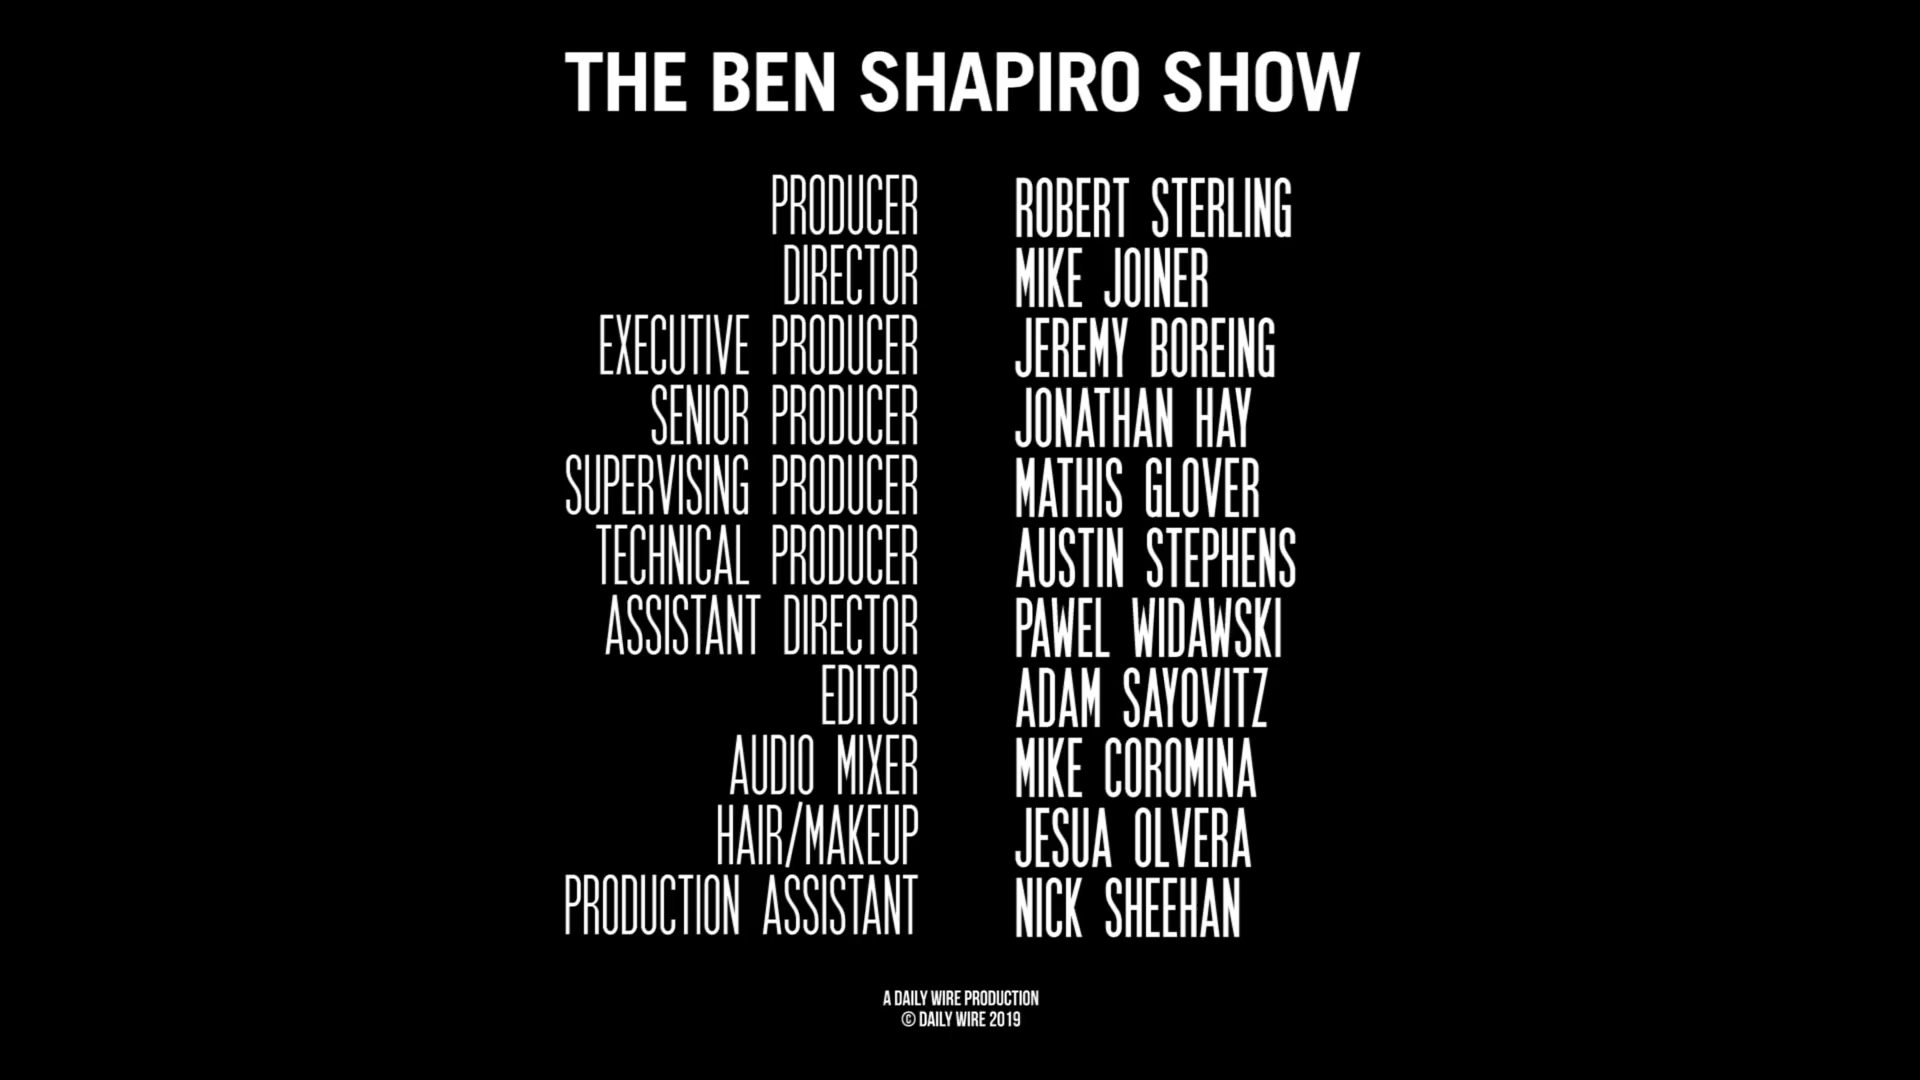 THE BEN SHAPIRO SHOW
PRODUCER ROBERT STERLING
DIRECTOR MIKE JOINER
EXECUTIVE PRODUCER JEREMY BOREING
SENIOR PRODUCER JONATHAN HAY
SUPERVISING PRODUCER MATHIS GLOVER
TECHNICAL PRODUCER AUSTIN STEPHENS
ASSISTANT DIRECTOR PAWEL WIDAWSKI
EDITOR ADAM SAYOVITZ
AUDIO MIXER MIKE COROMINA
HAIR/MAKEUP JESUA OLVERA
PRODUCTION ASSISTANT NICK SHEEHAN
A DAILY WIRE PRODUCTION
© DAILY WIRE 2019